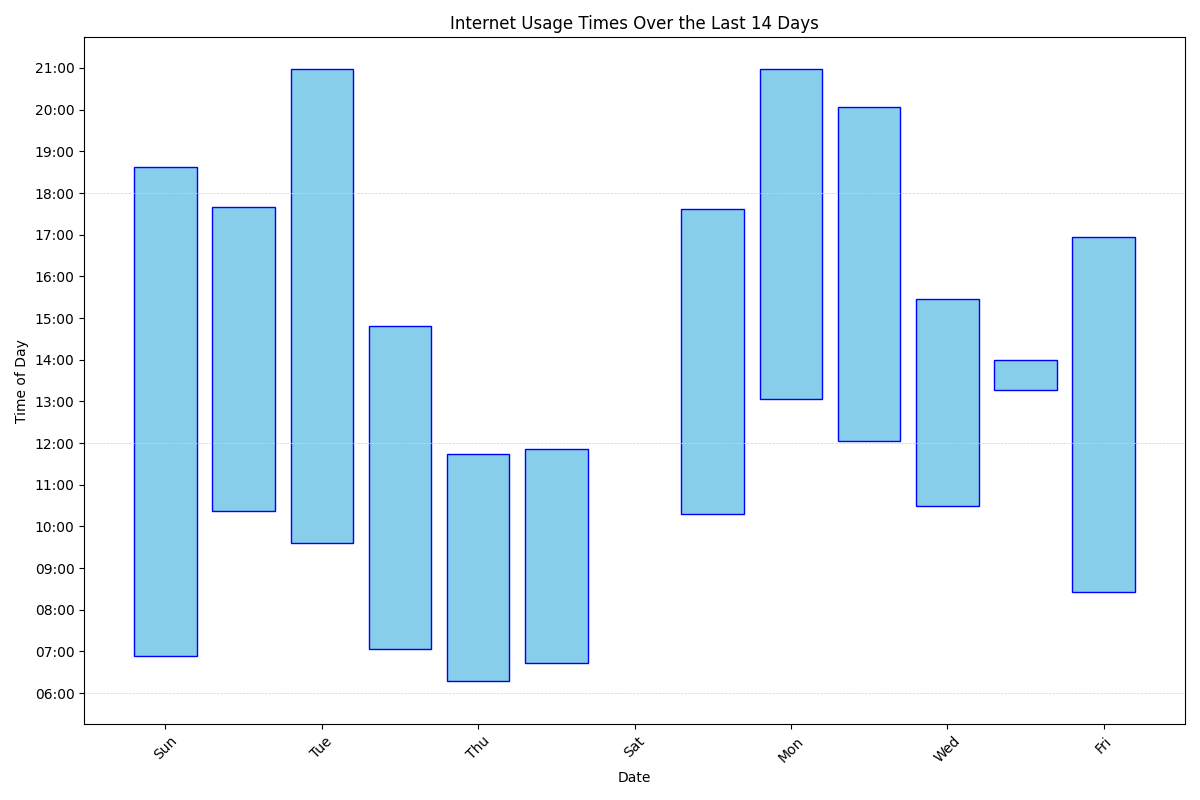 Internet Usage Times Over the Last 14 Days
21:00
20:00
19:00
18:00
17:00
16:00
15:00
14:00
13:00
12:00
11:00
10:00
09:00
08:00
07:00
06:00
Time of Day
Sun
Tue
Thu
Sat
Mon
Wed
Fri
Date